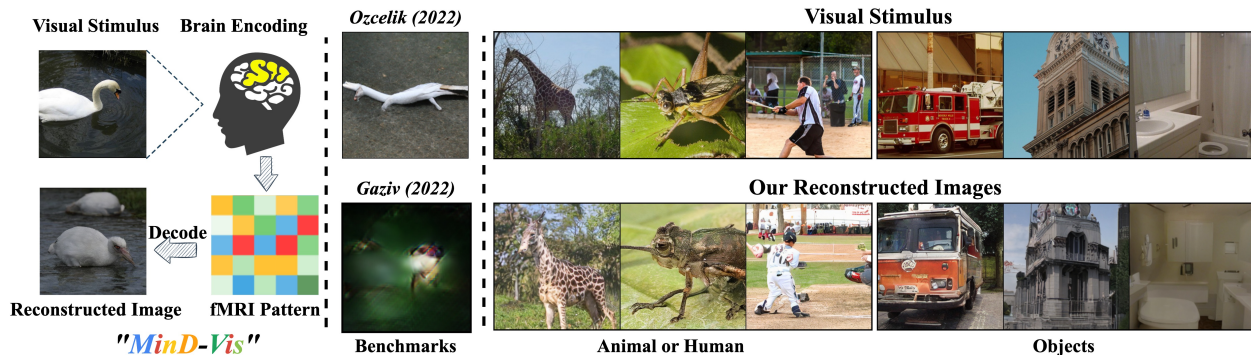 Visual Stimulus
Brain Encoding
Decode
Reconstructed Image
fMRI Pattern
"MinD-Vis"
Ozcelik (2022)
Gaziv (2022)
Benchmarks
Visual Stimulus
Our Reconstructed Images
Animal or Human
Objects